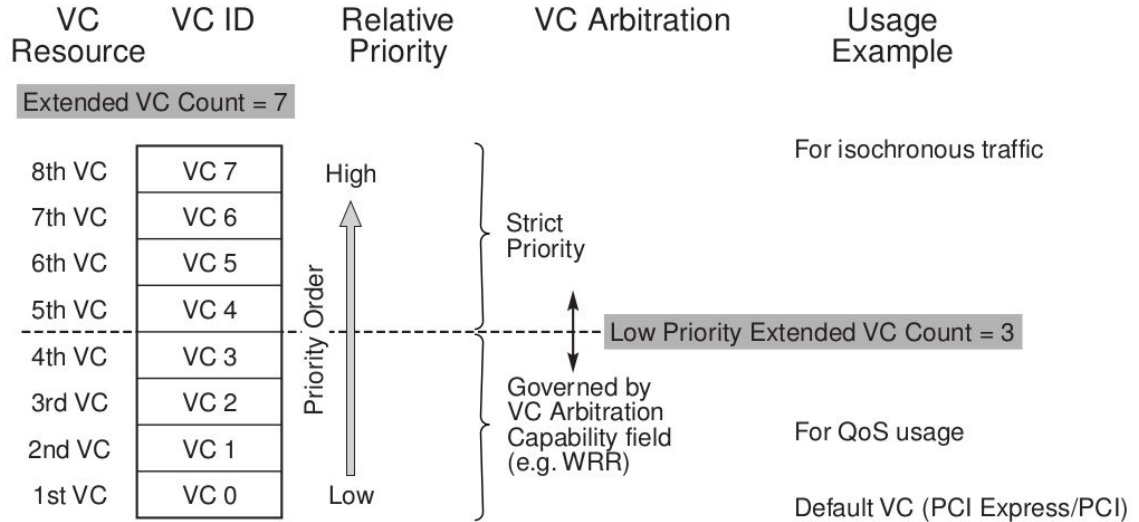 VC Resource
VC ID
Relative Priority
VC Arbitration
Usage Example
Extended VC Count = 7
8th VC
VC 7
High
For isochronous traffic
7th VC
VC 6
6th VC
VC 5
Strict
Priority
5th VC
VC 4
Priority Order
Low Priority Extended VC Count = 3
4th VC
VC 3
3rd VC
VC 2
Governed by
VC Arbitration
Capability field
(e.g. WRR)
2nd VC
VC 1
For QoS usage
1st VC
VC 0
Low
Default VC (PCI Express/PCI)